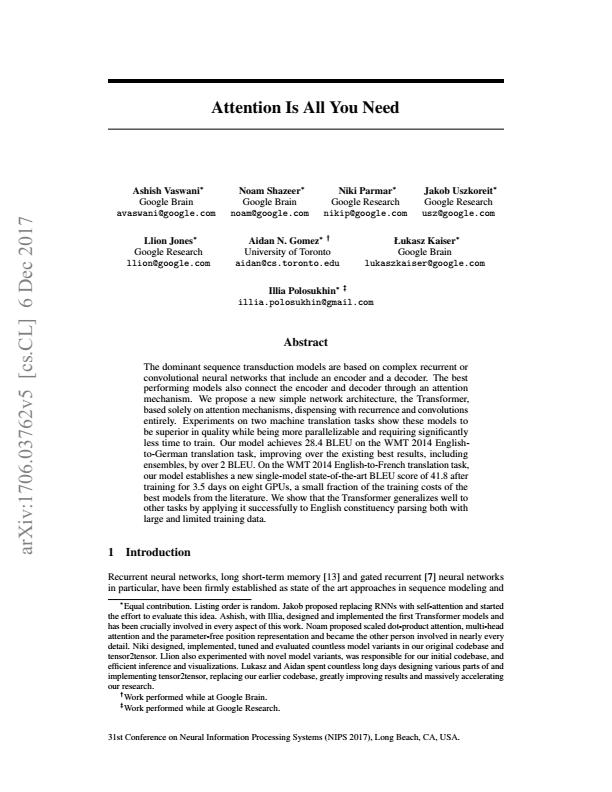 arXiv:1706.03762v5 [cs.CL] 6 Dec 2017
Attention Is All You Need
Ashish Vaswani* Noam Shazeer* Niki Parmar* Jakob Uszkoreit*
Google Brain Google Brain Google Research Google Research
avaswani@google.com noam@google.com nikip@google.com usz@google.com
Llion Jones* Aidan N. Gomez* † Łukasz Kaiser*
Google Research University of Toronto Google Brain
llion@google.com aidan@cs.toronto.edu lukaszkaiser@google.com
Illia Polosukhin* ‡
illia.polosukhin@gmail.com
Abstract
The dominant sequence transduction models are based on complex recurrent or
convolutional neural networks that include an encoder and a decoder. The best
performing models also connect the encoder and decoder through an attention
mechanism. We propose a new simple network architecture, the Transformer,
based solely on attention mechanisms, dispensing with recurrence and convolutions
entirely. Experiments on two machine translation tasks show these models to
be superior in quality while being more parallelizable and requiring significantly
less time to train. Our model achieves 28.4 BLEU on the WMT 2014 English-
to-German translation task, improving over the existing best results, including
ensembles, by over 2 BLEU. On the WMT 2014 English-to-French translation task,
our model establishes a new single-model state-of-the-art BLEU score of 41.8 after
training for 3.5 days on eight GPUs, a small fraction of the training costs of the
best models from the literature. We show that the Transformer generalizes well to
other tasks by applying it successfully to English constituency parsing both with
large and limited training data.
1 Introduction
Recurrent neural networks, long short-term memory [13] and gated recurrent [7] neural networks
in particular, have been firmly established as state of the art approaches in sequence modeling and
*Equal contribution. Listing order is random. Jakob proposed replacing RNNs with self-attention and started
the effort to evaluate this idea. Ashish, with Illia, designed and implemented the first Transformer models and
has been crucially involved in every aspect of this work. Noam proposed scaled dot-product attention, multi-head
attention and the parameter-free position representation and became the other person involved in nearly every
detail. Niki designed, implemented, tuned and evaluated countless model variants in our original codebase and
tensor2tensor. Llion also experimented with novel model variants, was responsible for our initial codebase, and
efficient inference and visualizations. Lukasz and Aidan spent countless long days designing various parts of and
implementing tensor2tensor, replacing our earlier codebase, greatly improving results and massively accelerating
our research.
†Work performed while at Google Brain.
‡Work performed while at Google Research.
31st Conference on Neural Information Processing Systems (NIPS 2017), Long Beach, CA, USA.